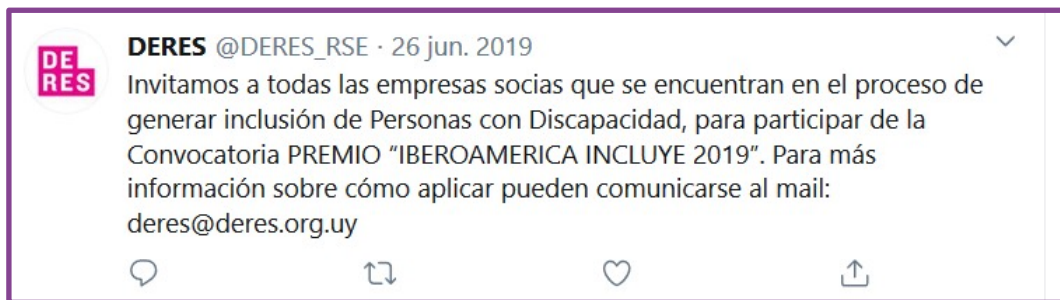 DE
RES
DERES @DERES_RSE · 26 jun. 2019
Invitamos a todas las empresas socias que se encuentran en el proceso de
generar inclusión de Personas con Discapacidad, para participar de la
Convocatoria PREMIO “IBEROAMERICA INCLUYE 2019”. Para más
información sobre cómo aplicar pueden comunicarse al mail:
deres@deres.org.uy